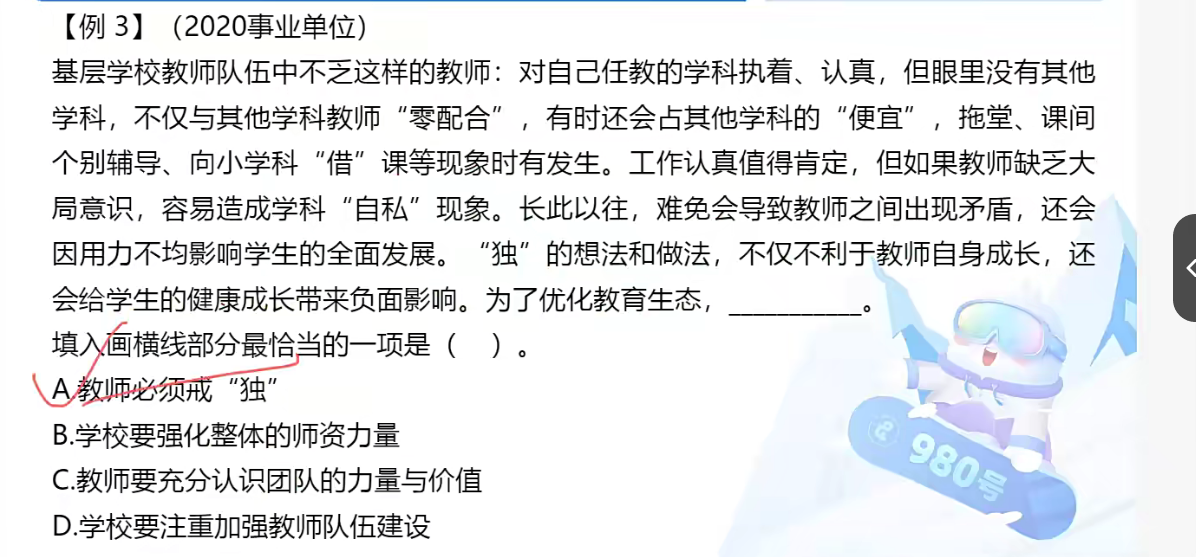 【例 3】（2020事业单位）
基层学校教师队伍中不乏这样的教师：对自己任教的学科执着、认真，但眼里没有其他
学科，不仅与其他学科教师“零配合”，有时还会占其他学科的“便宜”，拖堂、课间
个别辅导、向小学科“借”课等现象时有发生。工作认真值得肯定，但如果教师缺乏大
局意识，容易造成学科“自私”现象。长此以往，难免会导致教师之间出现矛盾，还会
因用力不均影响学生的全面发展。“独”的想法和做法，不仅不利于教师自身成长，还
会给学生的健康成长带来负面影响。为了优化教育生态，___________。
填入画横线部分最恰当的一项是（　）。
A.教师必须戒“独”
B.学校要强化整体的师资力量
C.教师要充分认识团队的力量与价值
D.学校要注重加强教师队伍建设
980号